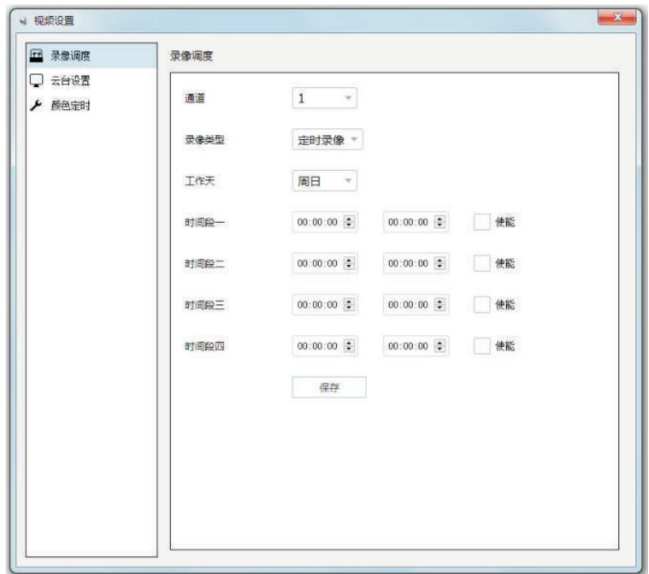 视频设置
录像调度
云台设置
颜色定时
录像调度
通道 1
录像类型 定时录像
工作天 周日
时间段一 00:00:00 00:00:00 使能
时间段二 00:00:00 00:00:00 使能
时间段三 00:00:00 00:00:00 使能
时间段四 00:00:00 00:00:00 使能
保存